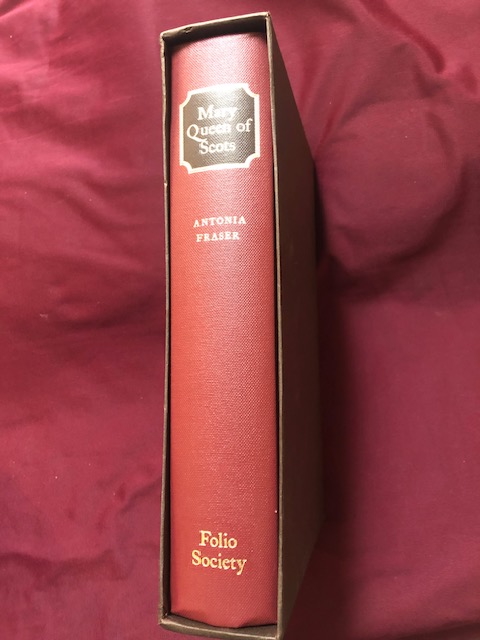 Mary
Queen of
Scots
ANTONIA
FRASER
Folio
Society